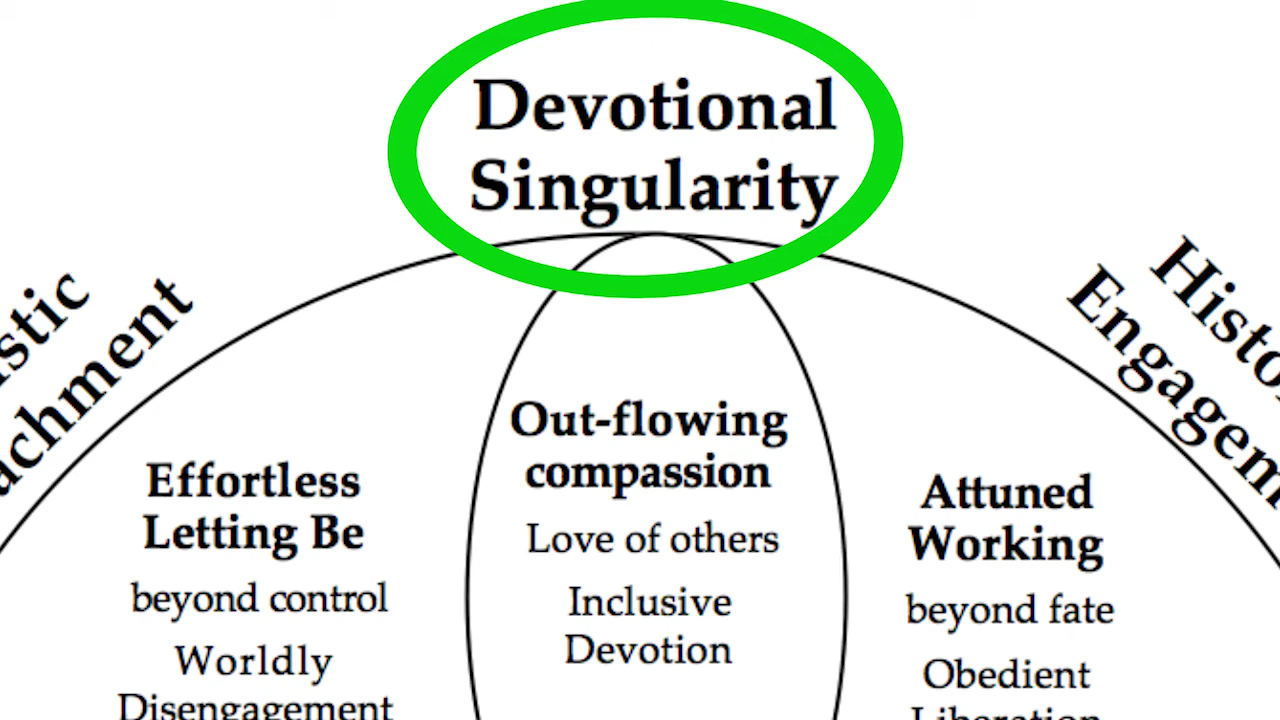 Devotional
Singularity
Effortless
Letting Be
beyond control
Worldly
Disengagement
Out-flowing
compassion
Love of others
Inclusive
Devotion
Attuned
Working
beyond fate
Obedient